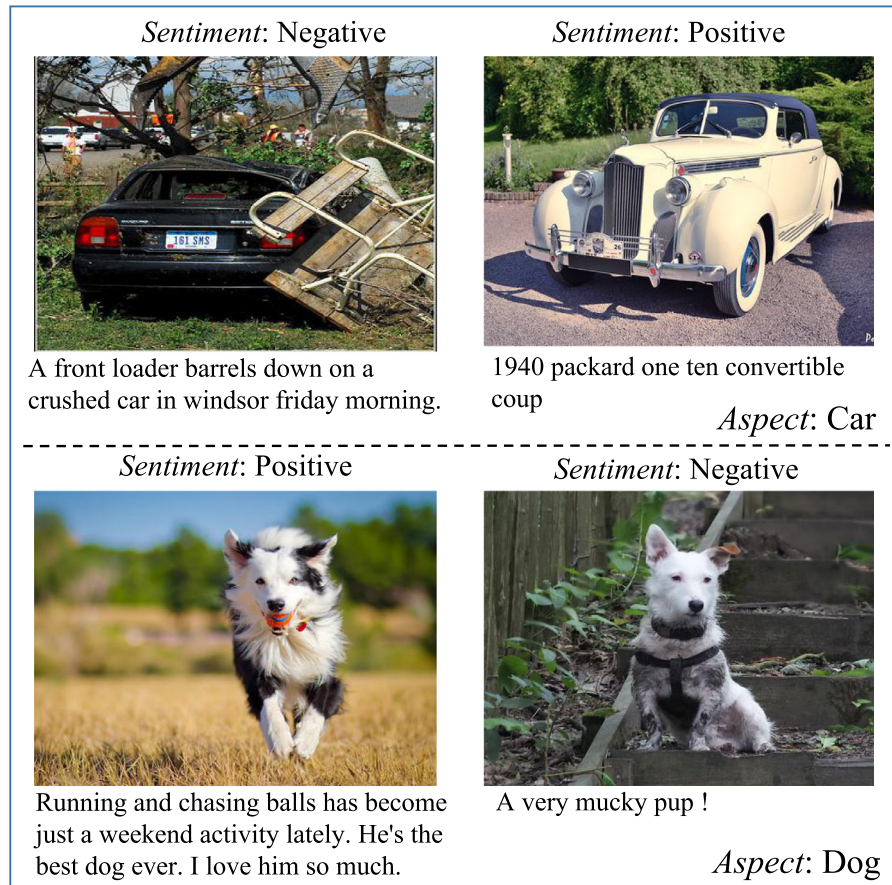 Sentiment: Negative
Sentiment: Positive
161 SMS
26
A front loader barrels down on a
crushed car in windsor friday morning.
1940 packard one ten convertible
coup
Aspect: Car
Sentiment: Positive
Sentiment: Negative
Running and chasing balls has become
just a weekend activity lately. He's the
best dog ever. I love him so much.
A very mucky pup !
Aspect: Dog